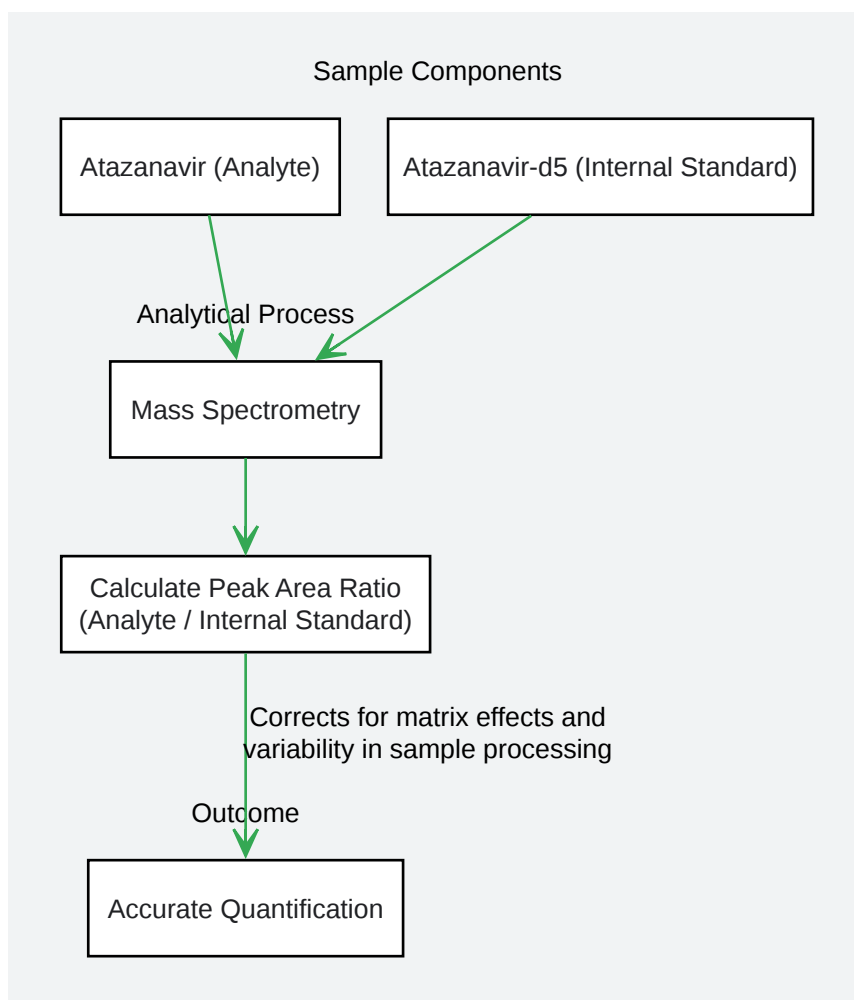 Sample Components
Atazanavir (Analyte)
Atazanavir-d5 (Internal Standard)
Analytical Process
Mass Spectrometry
Calculate Peak Area Ratio
(Analyte / Internal Standard)
Corrects for matrix effects and
variability in sample processing
Outcome
Accurate Quantification